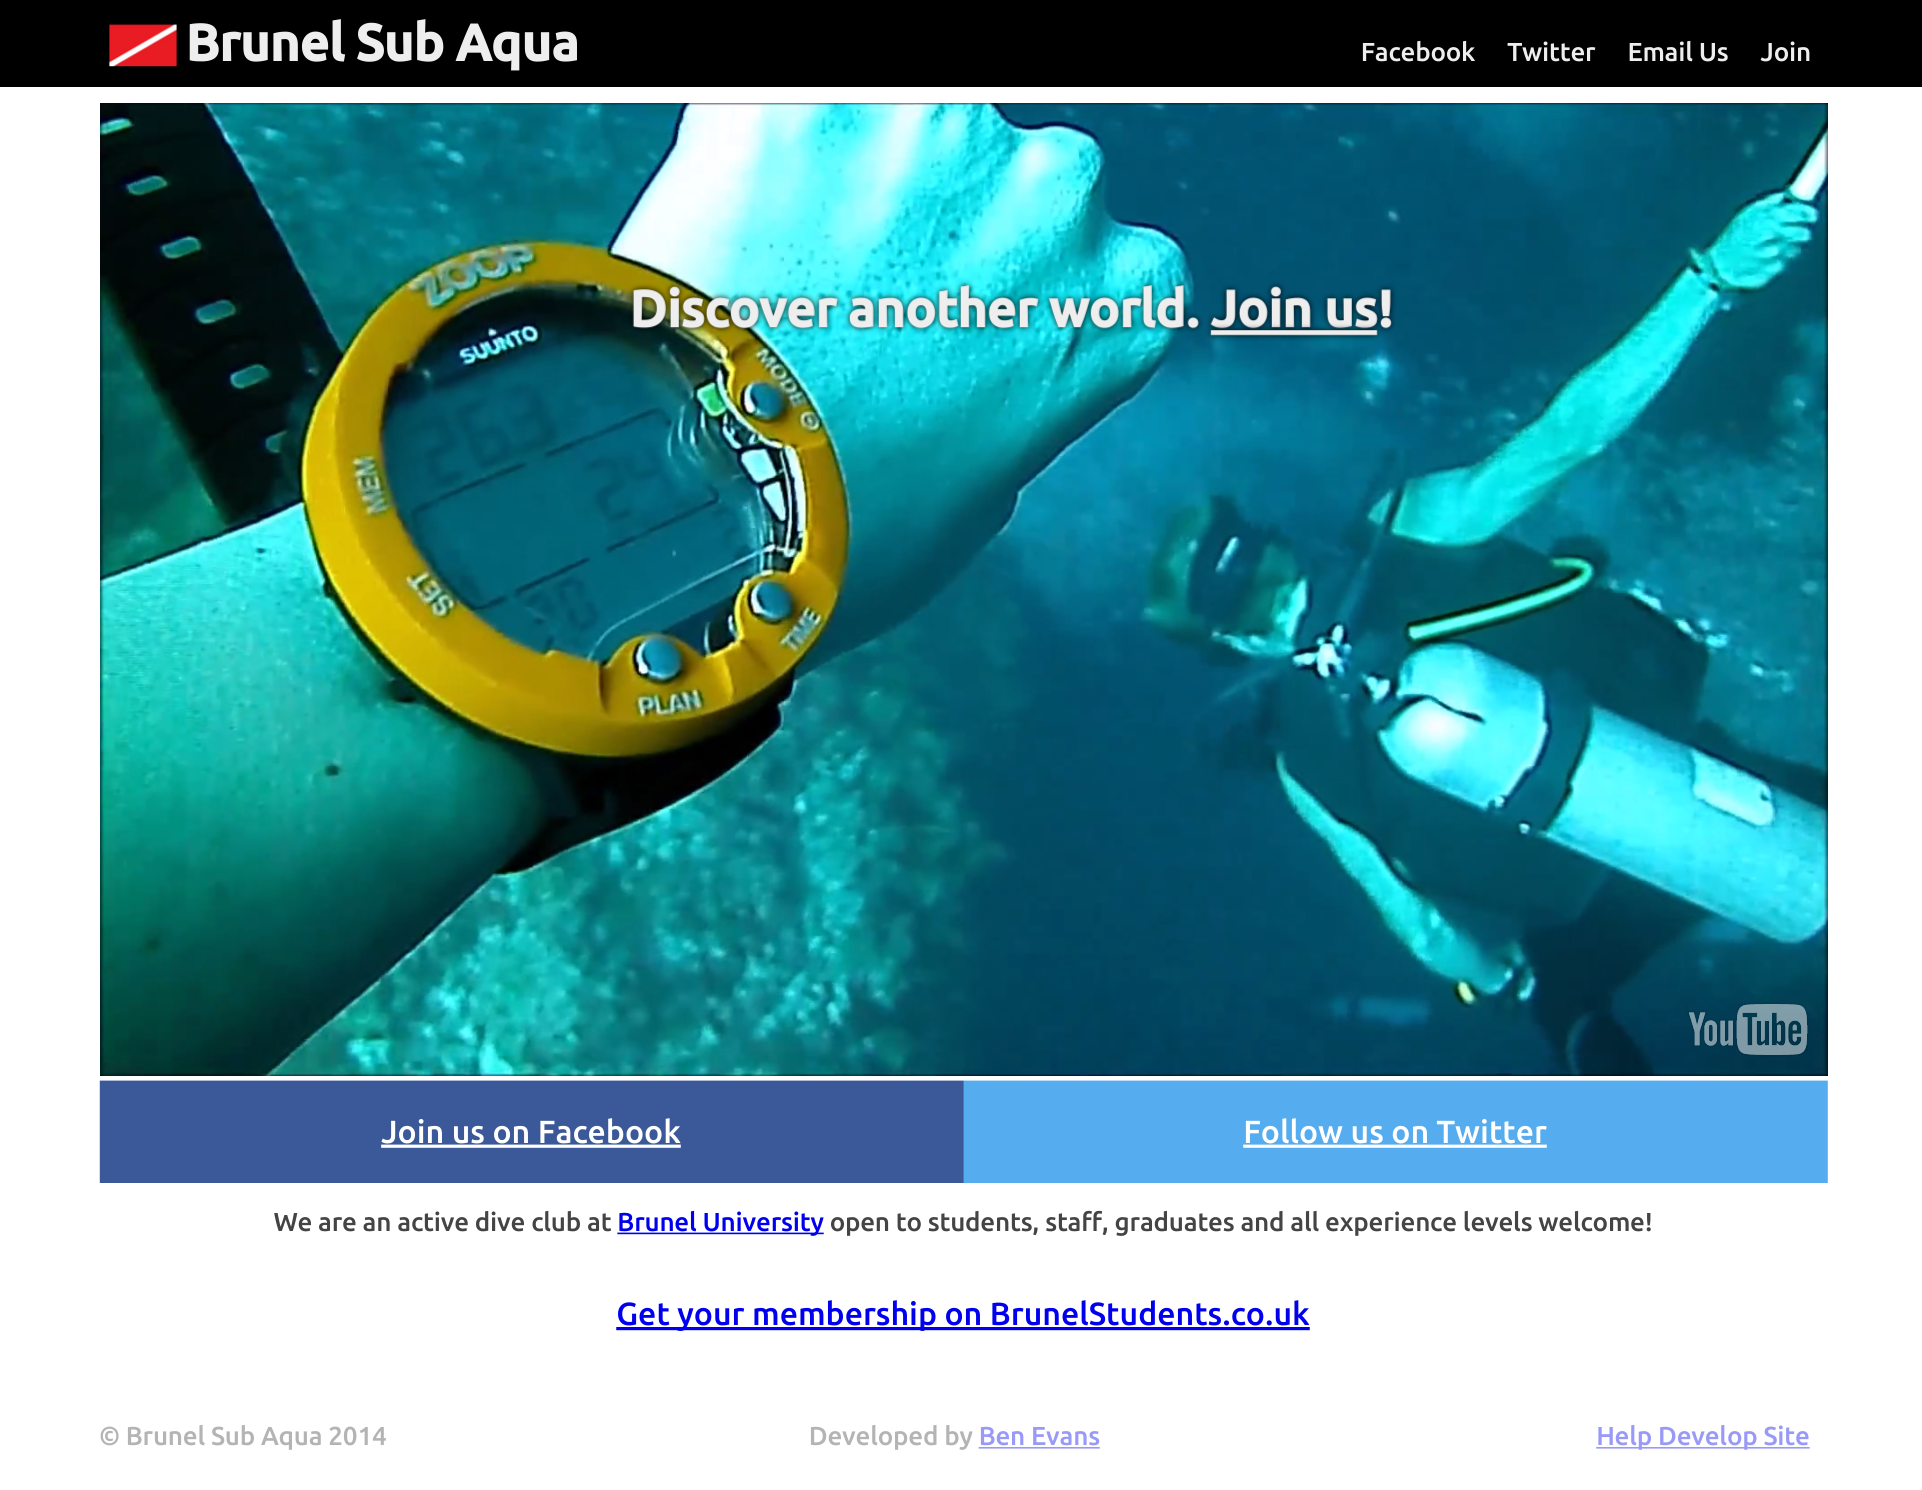 Brunel Sub Aqua
Facebook Twitter Email Us Join
ZOOP
SUUNTO
Discover another world. Join us!
MODE
26.3
MEM
SET
TIME
PLAN
YouTube
Join us on Facebook
Follow us on Twitter
We are an active dive club at Brunel University open to students, staff, graduates and all experience levels welcome!
Get your membership on BrunelStudents.co.uk
© Brunel Sub Aqua 2014
Developed by Ben Evans
Help Develop Site